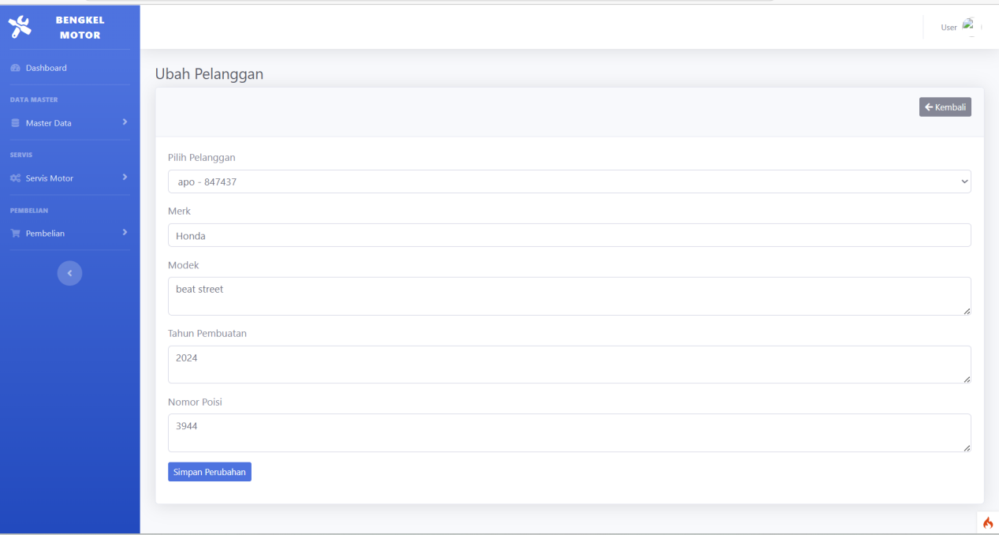 BENGKEL
MOTOR
User
Dashboard
DATA MASTER
Master Data
SERVIS
Servis Motor
PEMBELIAN
Pembelian
Ubah Pelanggan
Kembali
Pilih Pelanggan
apo - 847437
Merk
Honda
Modek
beat street
Tahun Pembuatan
2024
Nomor Poisi
3944
Simpan Perubahan